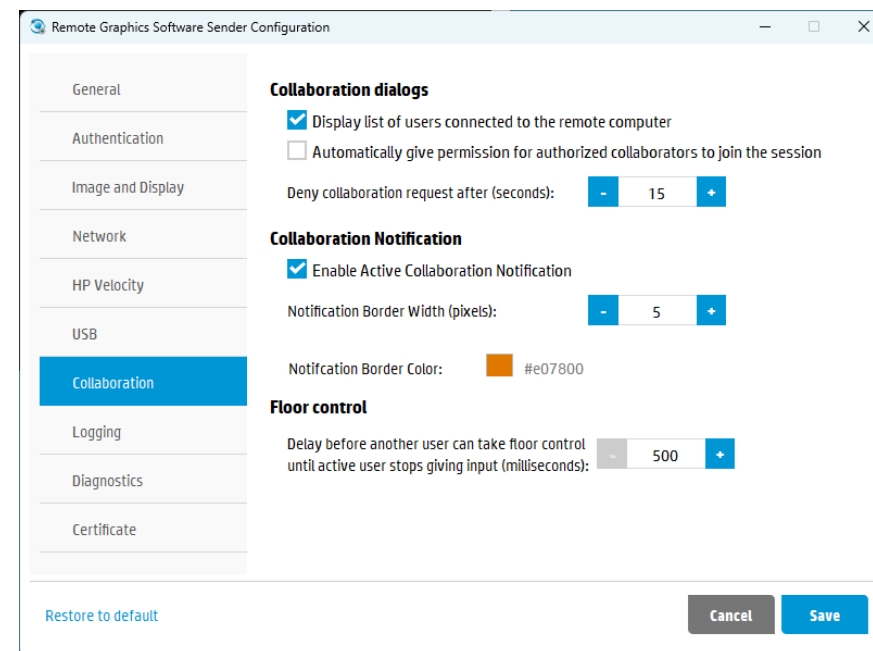 Remote Graphics Software Sender Configuration
General
Authentication
Image and Display
Network
HP Velocity
USB
Collaboration
Logging
Diagnostics
Certificate
Collaboration dialogs
Display list of users connected to the remote computer
Automatically give permission for authorized collaborators to join the session
Deny collaboration request after (seconds): - 15 +
Collaboration Notification
Enable Active Collaboration Notification
Notification Border Width (pixels): - 5 +
Notifcation Border Color: #e07800
Floor control
Delay before another user can take floor control
until active user stops giving input (milliseconds): - 500 +
Restore to default
Cancel
Save